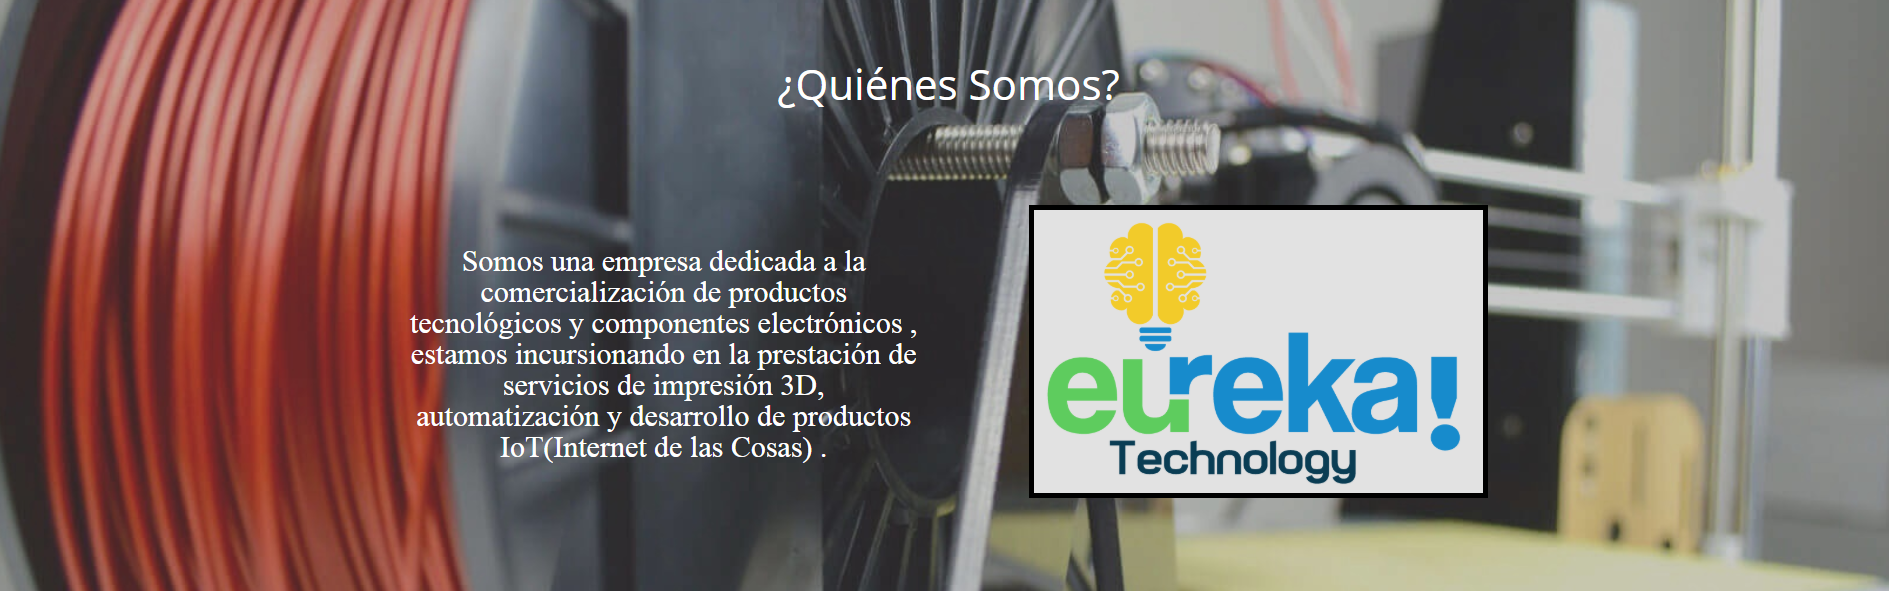 ¿Quiénes Somos?
Somos una empresa dedicada a la
comercialización de productos
tecnológicos y componentes electrónicos ,
estamos incursionando en la prestación de
servicios de impresión 3D,
automatización y desarrollo de productos
IoT(Internet de las Cosas) .
eureka!
Technology